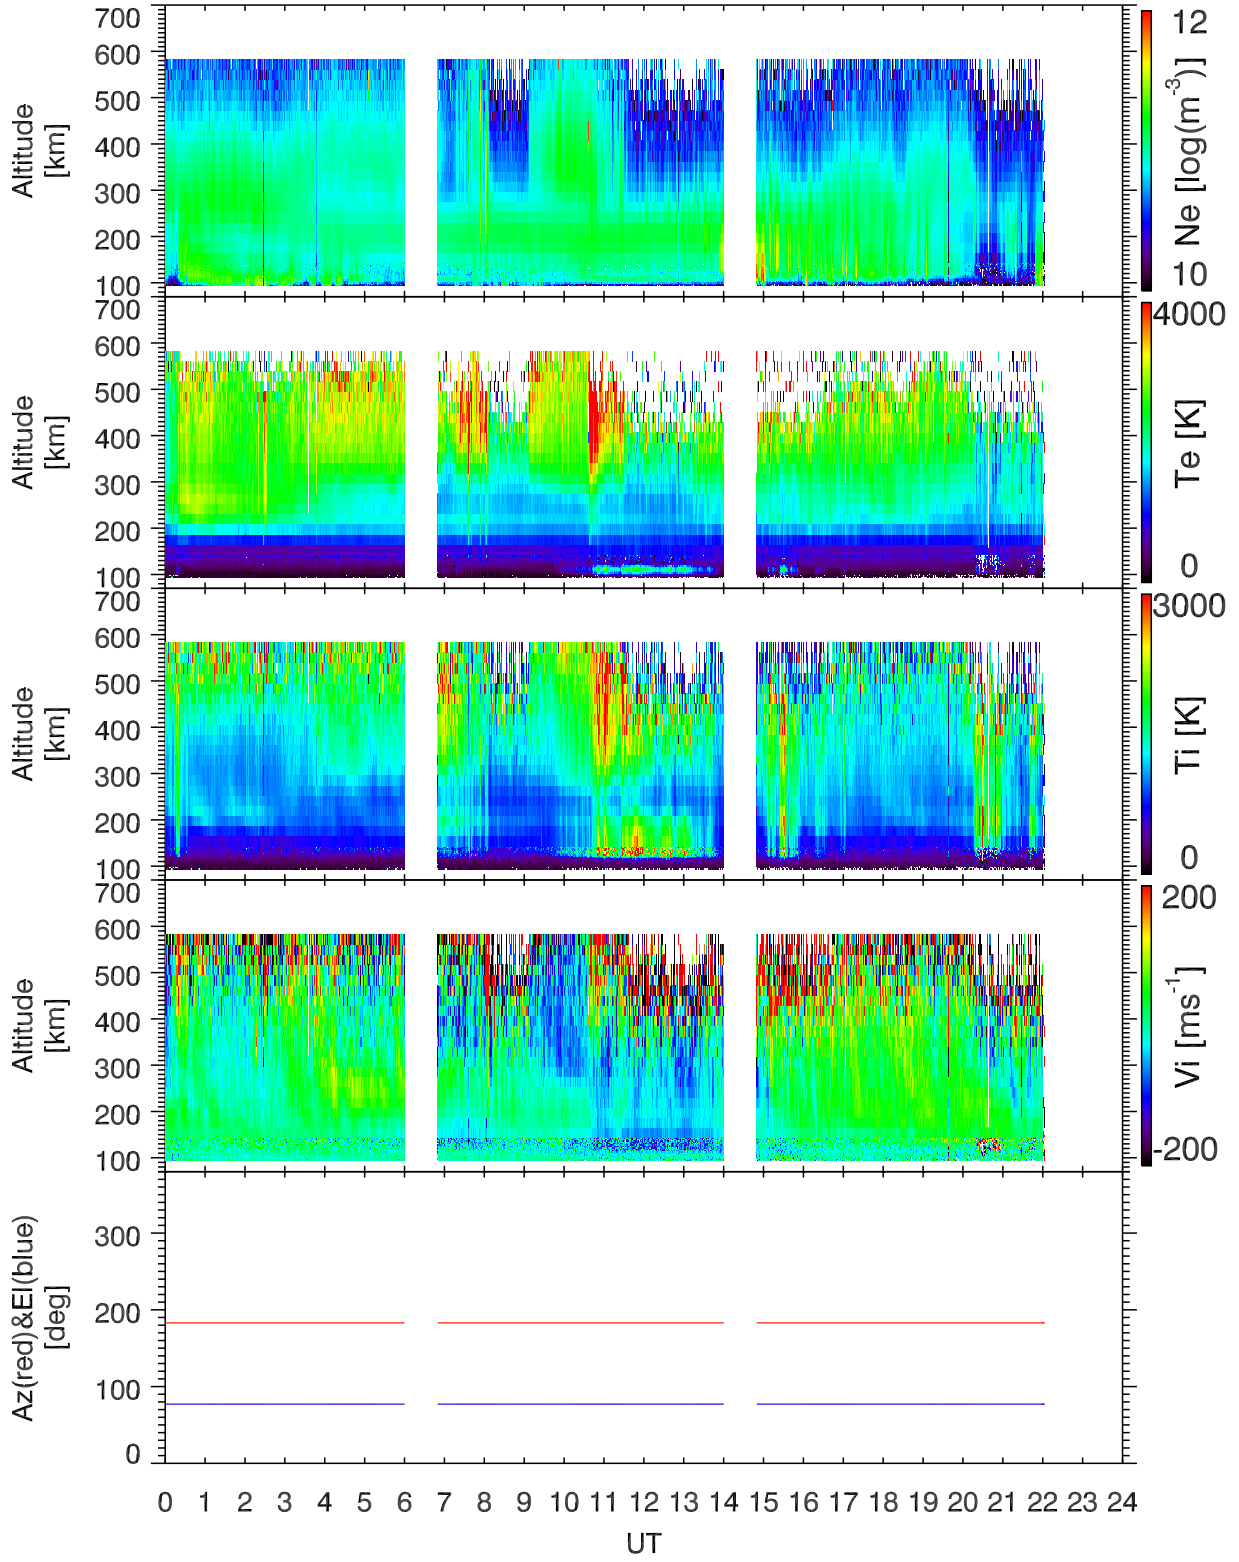 700
600
500
400
300
200
100
Altitude
[km]
12
10
Ne [log(m⁻³)]
700
600
500
400
300
200
100
Altitude
[km]
4000
0
Te [K]
700
600
500
400
300
200
100
Altitude
[km]
3000
0
Ti [K]
700
600
500
400
300
200
100
Altitude
[km]
200
-200
Vi [ms⁻¹]
300
200
100
0
Az(red)&El(blue)
[deg]
0 1 2 3 4 5 6 7 8 9 10 11 12 13 14 15 16 17 18 19 20 21 22 23 24
UT